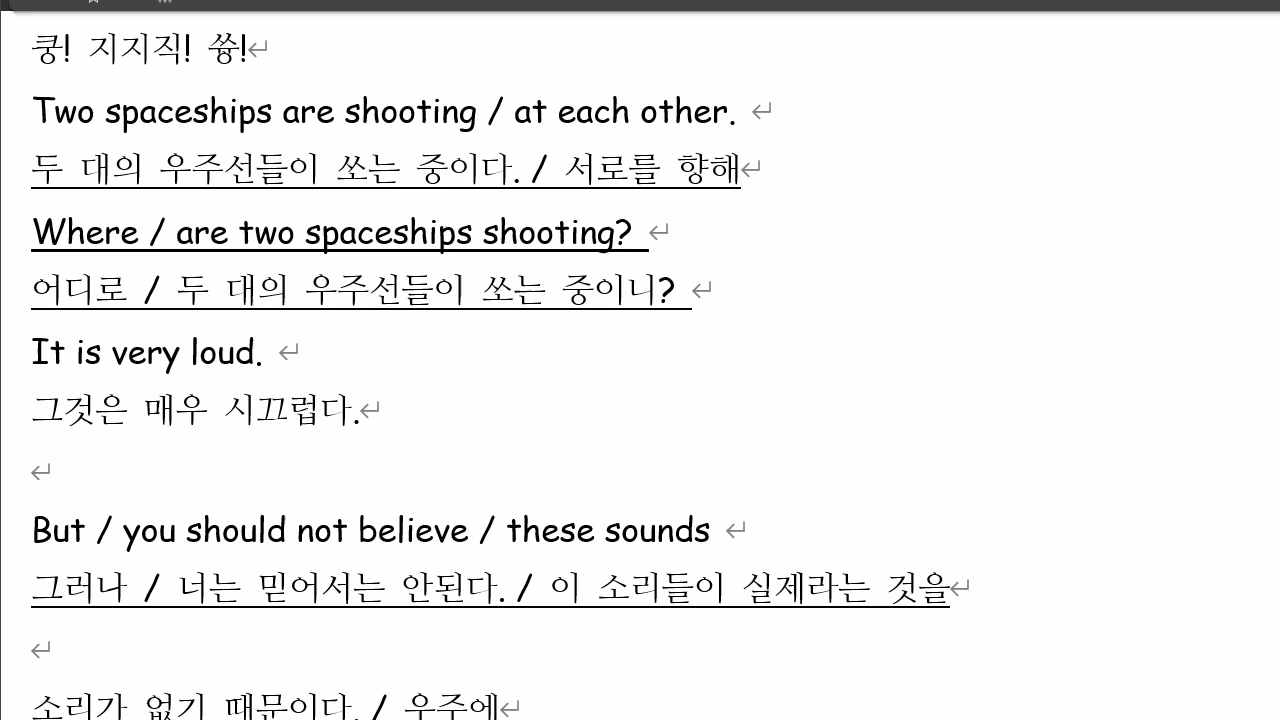 쿵! 지지직! 쓩!
Two spaceships are shooting / at each other.
두 대의 우주선들이 쏘는 중이다. / 서로를 향해
Where / are two spaceships shooting?
어디로 / 두 대의 우주선들이 쏘는 중이니?
It is very loud.
그것은 매우 시끄럽다.
But / you should not believe / these sounds
그러나 / 너는 믿어서는 안된다. / 이 소리들이 실제라는 것을
소리가 없기 때문이다. / 우주에